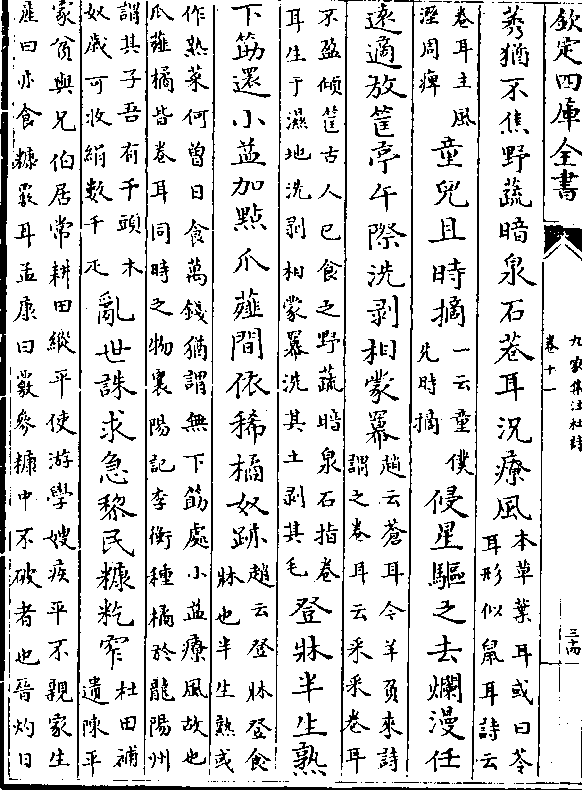 欽定四庫全書
九家集注杜詩
卷十一
三十四
莠猶不焦野蔬暗泉石菤耳況療風
本草葉耳或曰苓
耳形似鼠耳詩云
卷耳主風
溼周痺
童兒且時摘
一云童僕
先時摘
侵星驅之去爛漫任
遠適放筐亭午際洗剥相蒙羃
趙云蒼耳今羊負來詩
謂之卷耳云采采卷耳
不盈傾筐古人已食之野蔬暗泉石指卷
耳生于濕地洗剥相蒙羃洗其土剥其毛
登牀半生熟
下筯還小益加點瓜薤間依稀橘奴跡
趙云登牀登食
牀也半生熟或
作熟菜何曾日食萬錢猶謂無下筯處小益療風故也
瓜薤橘皆卷耳同時之物襄陽記李衡種橘於龍陽州
謂其子吾有千頭木
奴歲可收絹數千疋
亂世誅求急黎民糠籺窄
杜田補
遺陳平
家貧與兄伯居常耕田縱平使游學嫂疾平不親家生
産曰亦食糠覈耳孟康曰覈麥糠中不破者也晉灼曰